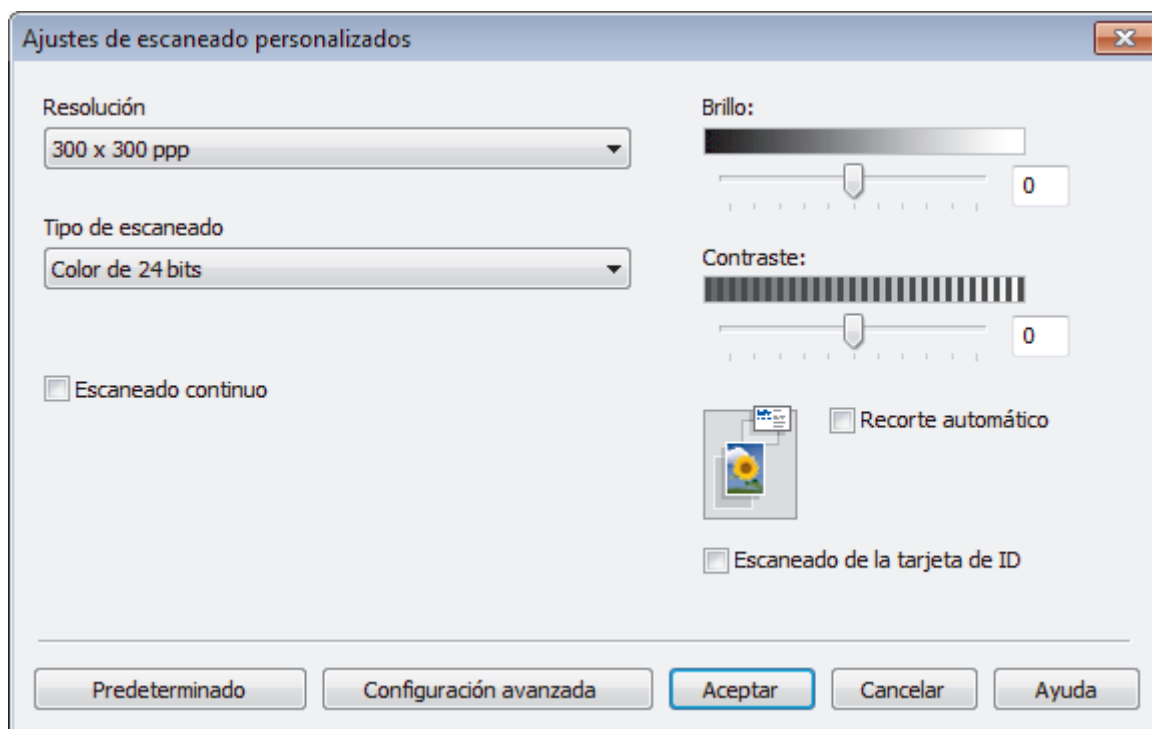 Ajustes de escaneado personalizados
Resolución
300 x 300 ppp
Tipo de escaneado
Color de 24 bits
Escaneado continuo
Brillo:
0
Contraste:
0
Recorte automático
Escaneado de la tarjeta de ID
Predeterminado
Configuración avanzada
Aceptar
Cancelar
Ayuda